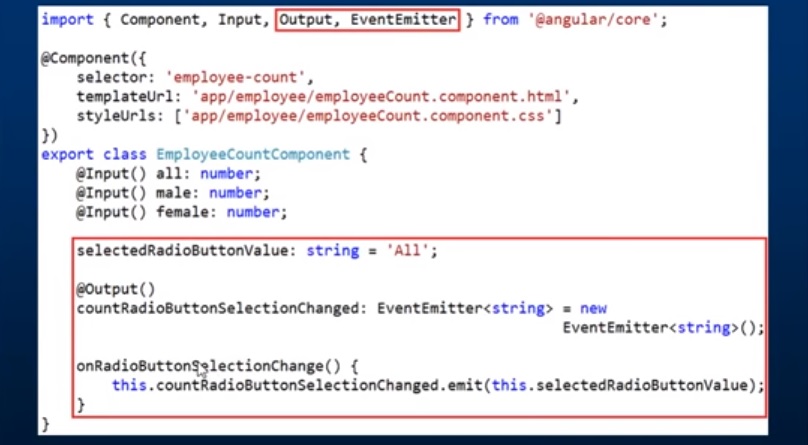 import { Component, Input, Output, EventEmitter } from '@angular/core';
@Component({
    selector: 'employee-count',
    templateUrl: 'app/employee/employeeCount.component.html',
    styleUrls: ['app/employee/employeeCount.component.css']
})
export class EmployeeCountComponent {
    @Input() all: number;
    @Input() male: number;
    @Input() female: number;
    selectedRadioButtonValue: string = 'All';
    @Output()
    countRadioButtonSelectionChanged: EventEmitter<string> = new
                                                            EventEmitter<string>();
    onRadioButtonSelectionChange() {
        this.countRadioButtonSelectionChanged.emit(this.selectedRadioButtonValue);
    }
}